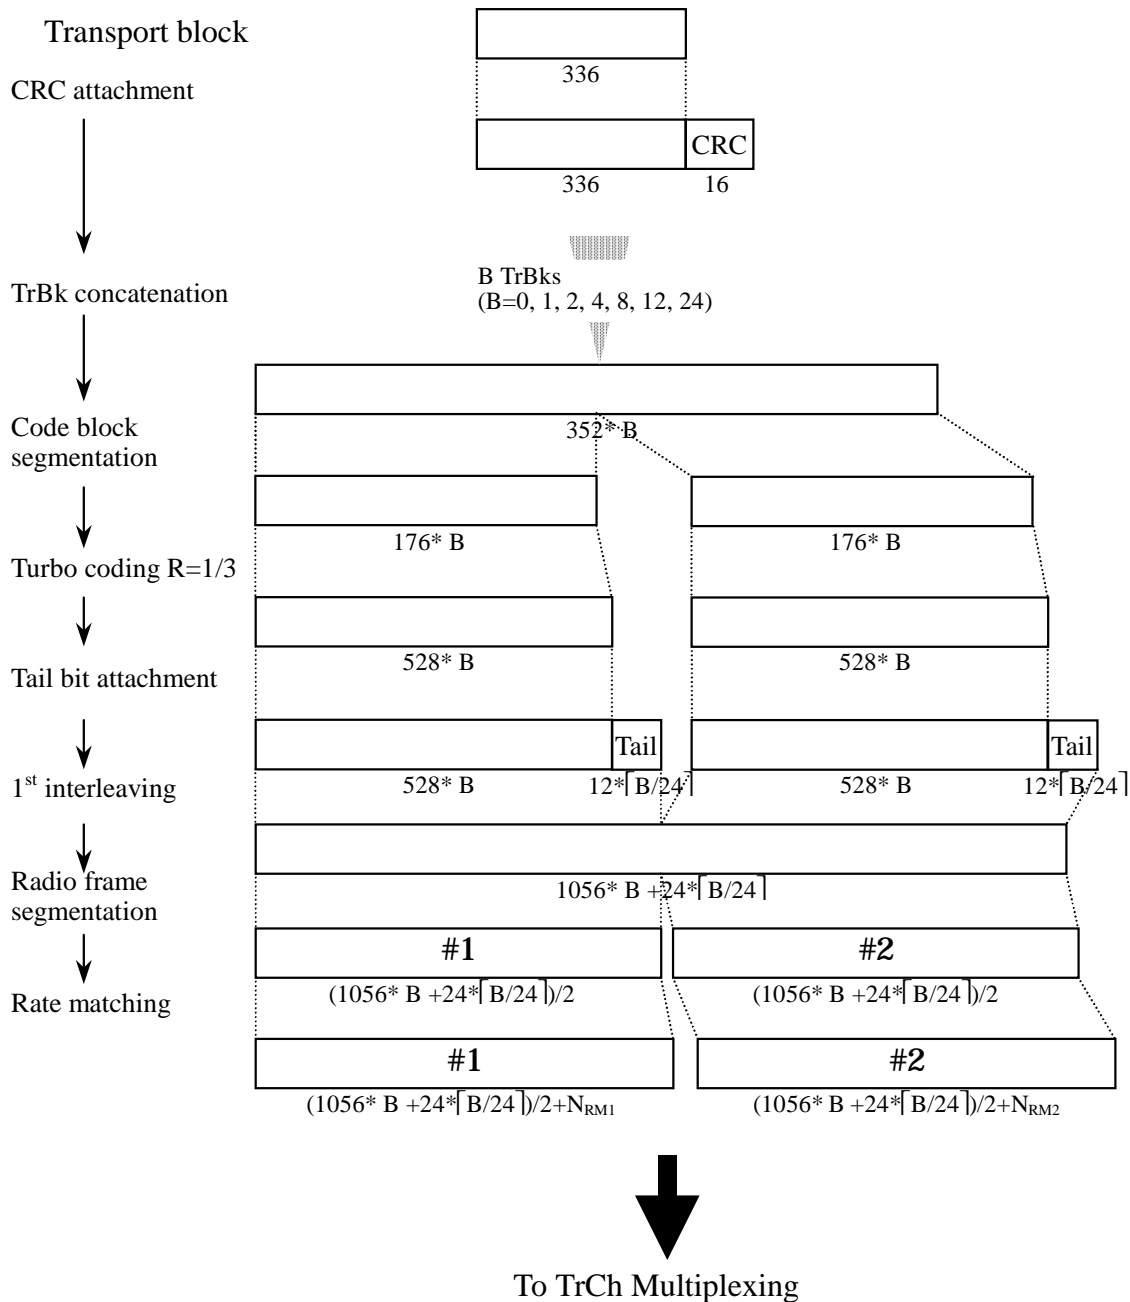 Transport block
336
CRC attachment
CRC
336 16
B TrBks
(B=0, 1, 2, 4, 8, 12, 24)
TrBk concatenation
352* B
Code block
segmentation
176* B 176* B
Turbo coding R=1/3
528* B 528* B
Tail bit attachment
Tail Tail
528* B 12*⌈B/24⌉ 528* B 12*⌈B/24⌉
1st interleaving
1056* B +24*⌈B/24⌉
Radio frame
segmentation
#1 #2
(1056* B +24*⌈B/24⌉)/2 (1056* B +24*⌈B/24⌉)/2
Rate matching
#1 #2
(1056* B +24*⌈B/24⌉)/2+NRM1 (1056* B +24*⌈B/24⌉)/2+NRM2
To TrCh Multiplexing